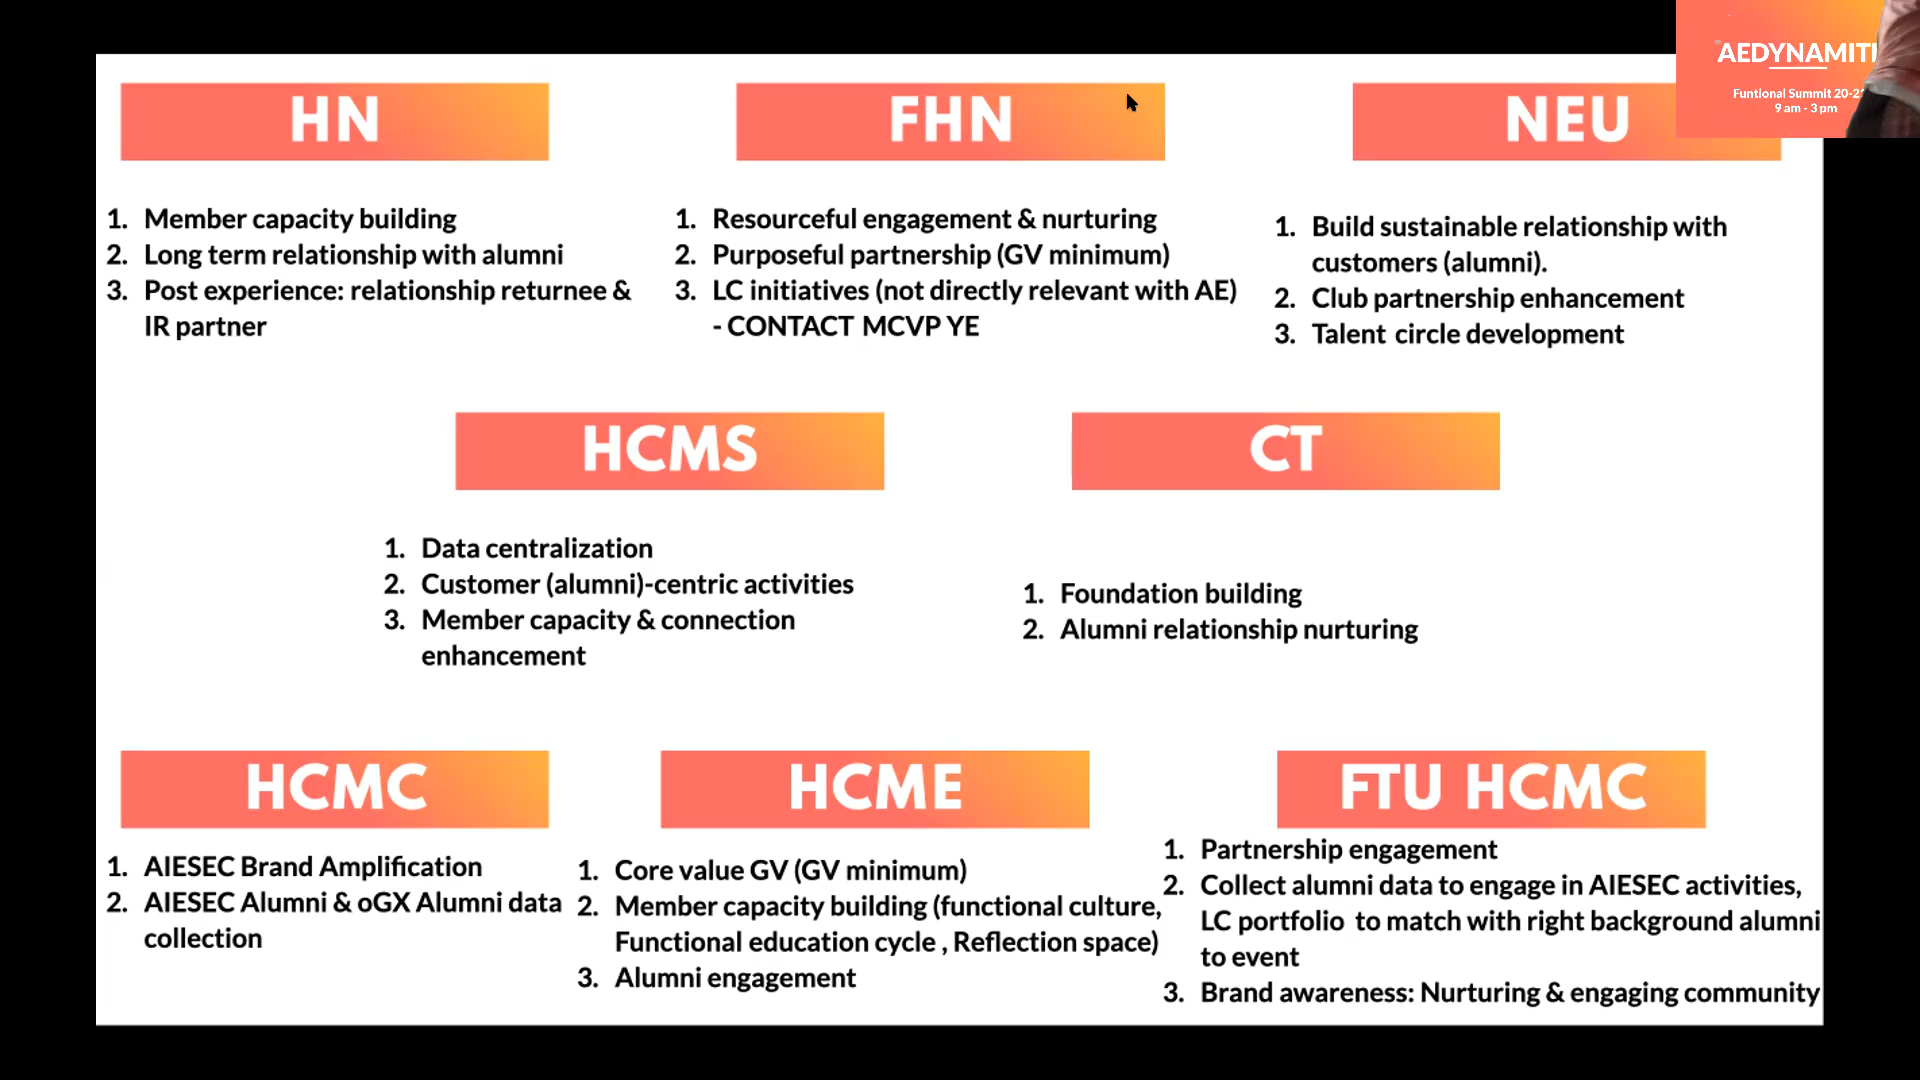 AEDYNAMIT
Funtional Summit 20-2
9 am - 3 pm
HN
1. Member capacity building
2. Long term relationship with alumni
3. Post experience: relationship returnee &
IR partner
FHN
1. Resourceful engagement & nurturing
2. Purposeful partnership (GV minimum)
3. LC initiatives (not directly relevant with AE)
- CONTACT MCVP YE
NEU
1. Build sustainable relationship with
customers (alumni).
2. Club partnership enhancement
3. Talent circle development
HCMS
1. Data centralization
2. Customer (alumni)-centric activities
3. Member capacity & connection
enhancement
CT
1. Foundation building
2. Alumni relationship nurturing
HCMC
1. AIESEC Brand Amplification
2. AIESEC Alumni & oGX Alumni data
collection
HCME
1. Core value GV (GV minimum)
2. Member capacity building (functional culture,
Functional education cycle , Reflection space)
3. Alumni engagement
FTU HCMC
1. Partnership engagement
2. Collect alumni data to engage in AIESEC activities,
LC portfolio to match with right background alumni
to event
3. Brand awareness: Nurturing & engaging community